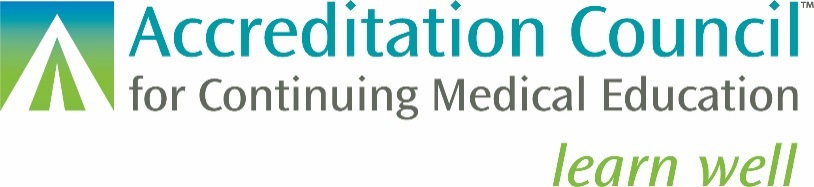 Accreditation Council™
for Continuing Medical Education
learn well